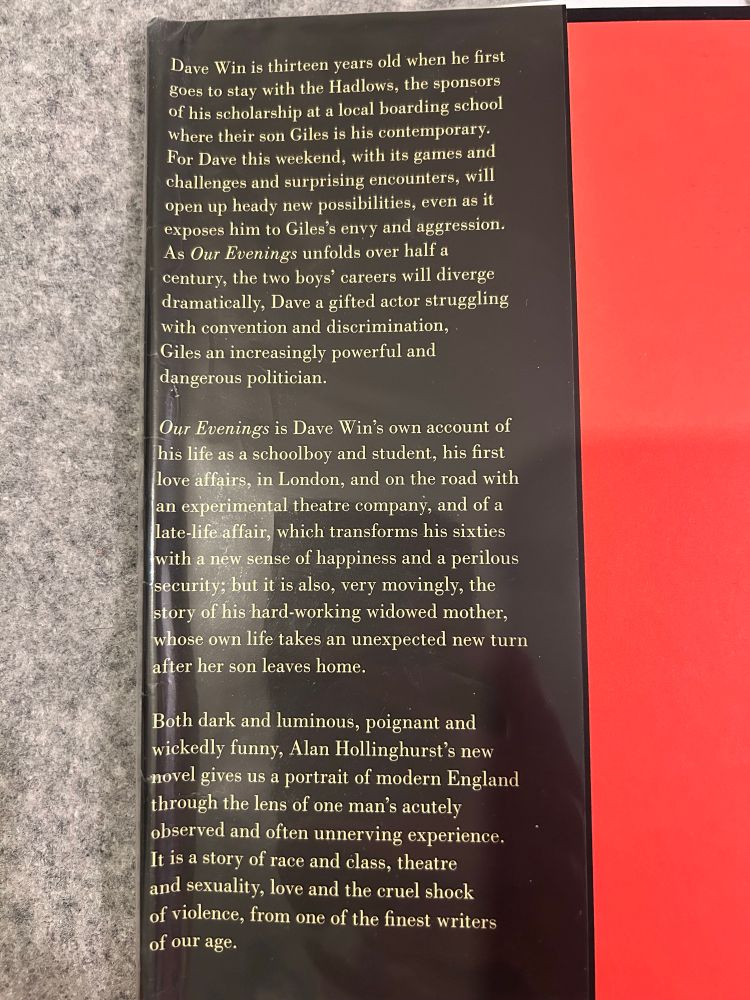 Dave Win is thirteen years old when he first
goes to stay with the Hadlows, the sponsors
of his scholarship at a local boarding school
where their son Giles is his contemporary.
For Dave this weekend, with its games and
challenges and surprising encounters, will
open up heady new possibilities, even as it
exposes him to Giles's envy and aggression.
As Our Evenings unfolds over half a
century, the two boys' careers will diverge
dramatically, Dave a gifted actor struggling
with convention and discrimination,
Giles an increasingly powerful and
dangerous politician.
Our Evenings is Dave Win's own account of
his life as a schoolboy and student, his first
love affairs, in London, and on the road with
an experimental theatre company, and of a
late-life affair, which transforms his sixties
with a new sense of happiness and a perilous
security; but it is also, very movingly, the
story of his hard-working widowed mother,
whose own life takes an unexpected new turn
after her son leaves home.
Both dark and luminous, poignant and
wickedly funny, Alan Hollinghurst's new
novel gives us a portrait of modern England
through the lens of one man's acutely
observed and often unnerving experience.
It is a story of race and class, theatre
and sexuality, love and the cruel shock
of violence, from one of the finest writers
of our age.